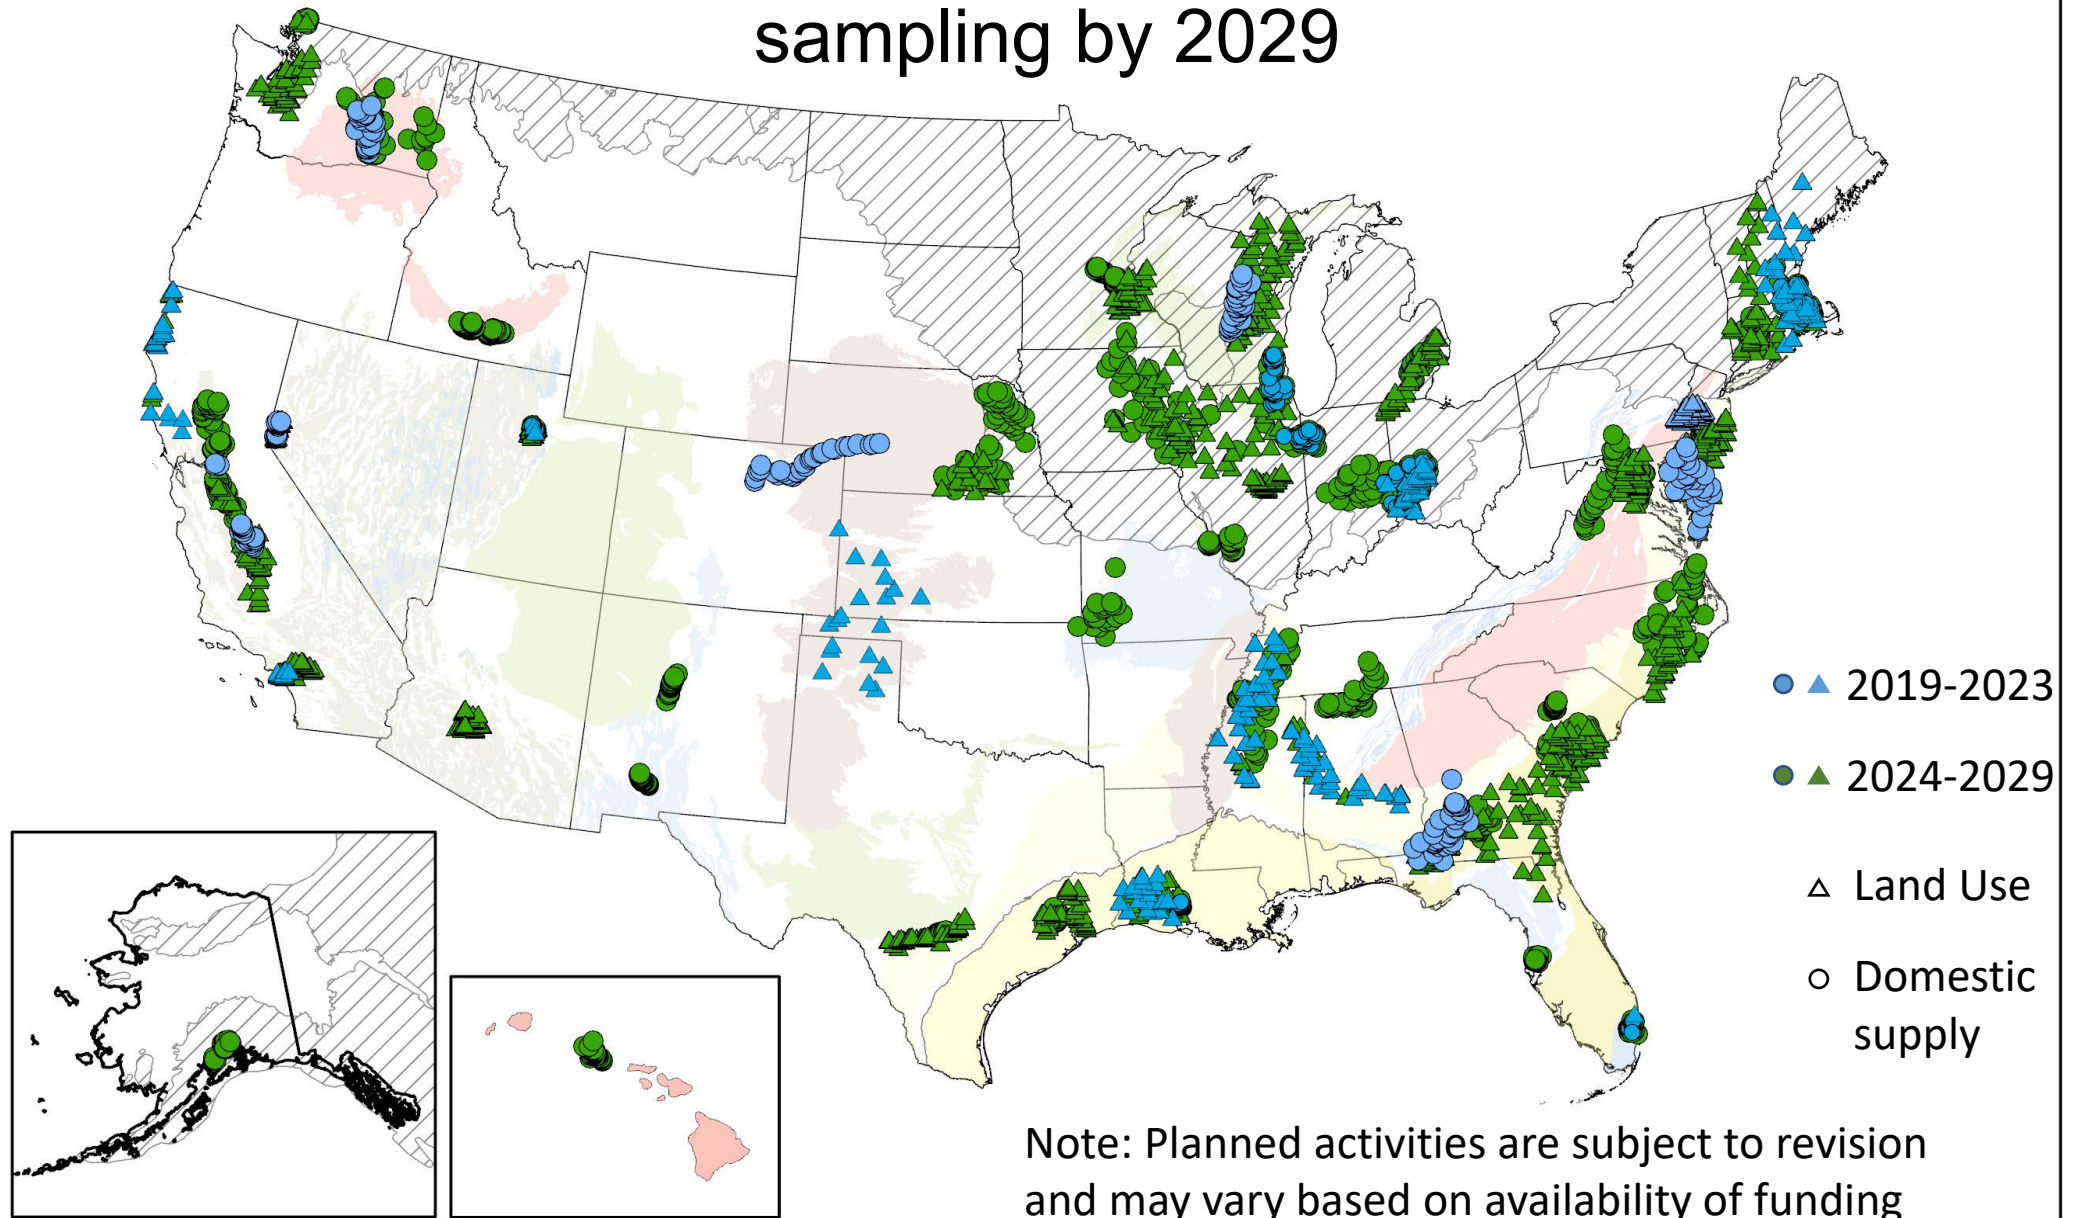 sampling by 2029
2019-2023
2024-2029
Land Use
Domestic
supply
Note: Planned activities are subject to revision
and may vary based on availability of funding